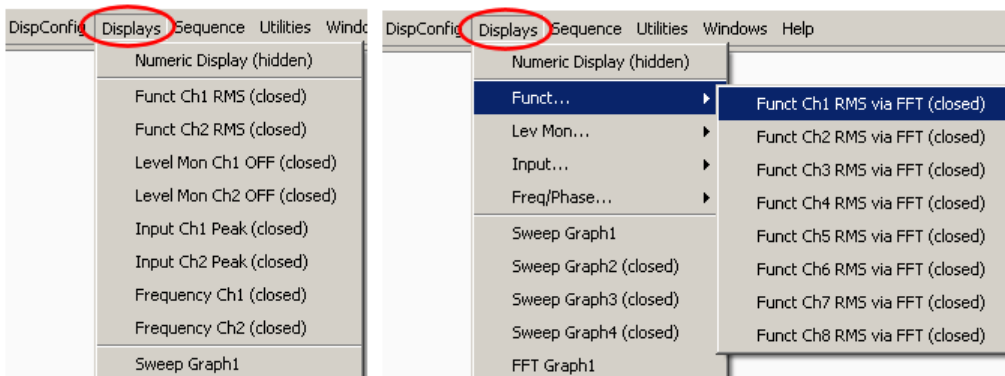 DispConfig Displays Sequence Utilities
Numeric Display (hidden)
Funct Ch1 RMS (closed)
Funct Ch2 RMS (closed)
Level Mon Ch1 OFF (closed)
Level Mon Ch2 OFF (closed)
Input Ch1 Peak (closed)
Input Ch2 Peak (closed)
Frequency Ch1 (closed)
Frequency Ch2 (closed)
Sweep Graph1
DispConfig Displays Sequence Utilities Windows Help
Numeric Display (hidden)
Funct...
Lev Mon...
Input...
Freq/Phase...
Sweep Graph1
Sweep Graph2 (closed)
Sweep Graph3 (closed)
Sweep Graph4 (closed)
FFT Graph1
Funct Ch1 RMS via FFT (closed)
Funct Ch2 RMS via FFT (closed)
Funct Ch3 RMS via FFT (closed)
Funct Ch4 RMS via FFT (closed)
Funct Ch5 RMS via FFT (closed)
Funct Ch6 RMS via FFT (closed)
Funct Ch7 RMS via FFT (closed)
Funct Ch8 RMS via FFT (closed)